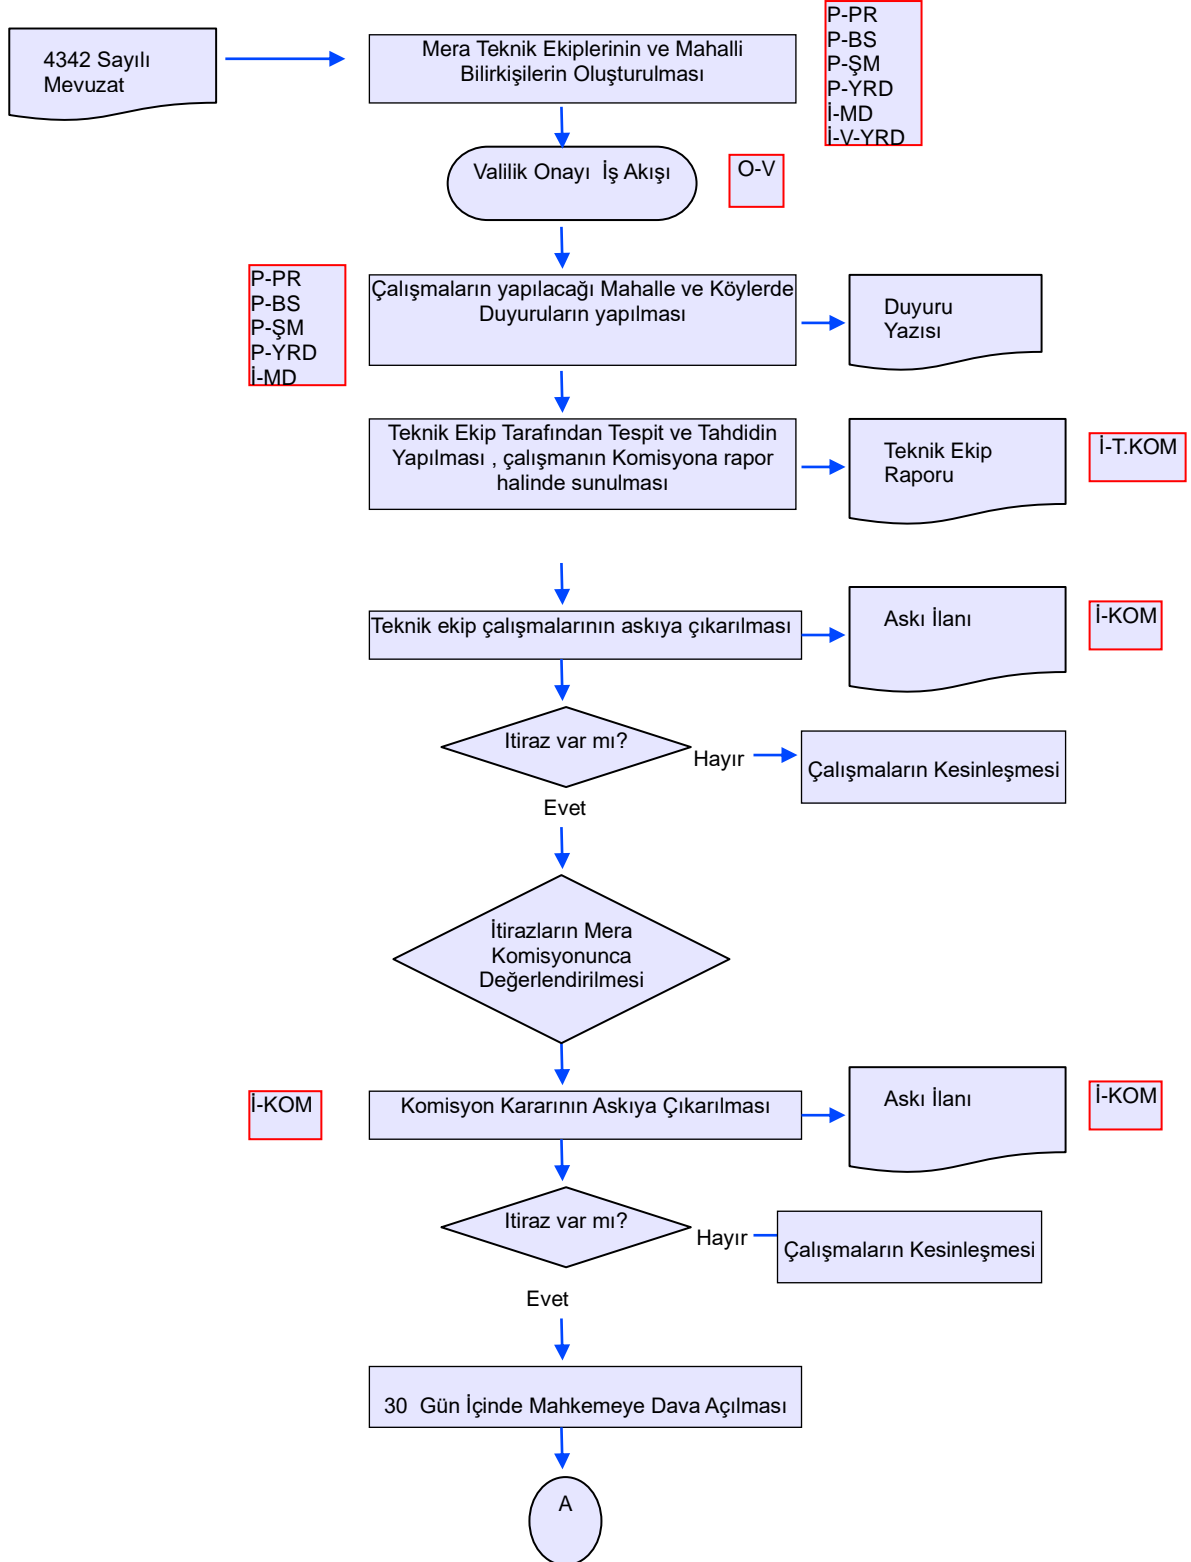 4342 Sayılı
Mevuzat
Mera Teknik Ekiplerinin ve Mahalli
Bilirkişilerin Oluşturulması
P-PR
P-BS
P-ŞM
P-YRD
İ-MD
İ-V-YRD
Valilik Onayı  İş Akışı
O-V
P-PR
P-BS
P-ŞM
P-YRD
İ-MD
Çalışmaların yapılacağı Mahalle ve Köylerde
Duyuruların yapılması
Duyuru
Yazısı
Teknik Ekip Tarafından Tespit ve Tahdidin
Yapılması , çalışmanın Komisyona rapor
halinde sunulması
Teknik Ekip
Raporu
İ-T.KOM
Teknik ekip çalışmalarının askıya çıkarılması
Askı İlanı
İ-KOM
Itiraz var mı?
Hayır
Çalışmaların Kesinleşmesi
Evet
İtirazların Mera
Komisyonunca
Değerlendirilmesi
İ-KOM
Komisyon Kararının Askıya Çıkarılması
Askı İlanı
İ-KOM
Itiraz var mı?
Hayır
Çalışmaların Kesinleşmesi
Evet
30  Gün İçinde Mahkemeye Dava Açılması
A